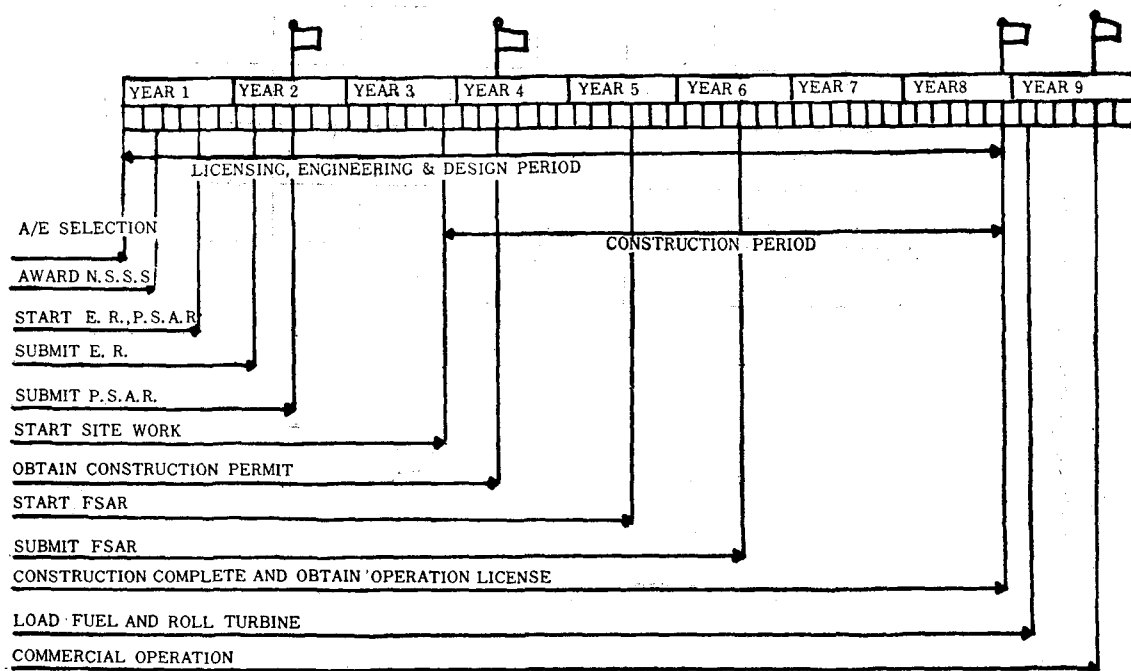 YEAR 1 YEAR 2 YEAR 3 YEAR 4 YEAR 5 YEAR 6 YEAR 7 YEAR8 YEAR 9
LICENSING, ENGINEERING & DESIGN PERIOD
A/E SELECTION
CONSTRUCTION PERIOD
AWARD N.S.S.S
START E. R.,P.S.A.R
SUBMIT E. R.
SUBMIT P.S.A.R.
START SITE WORK
OBTAIN CONSTRUCTION PERMIT
START FSAR
SUBMIT FSAR
CONSTRUCTION COMPLETE AND OBTAIN OPERATION LICENSE
LOAD FUEL AND ROLL TURBINE
COMMERCIAL OPERATION